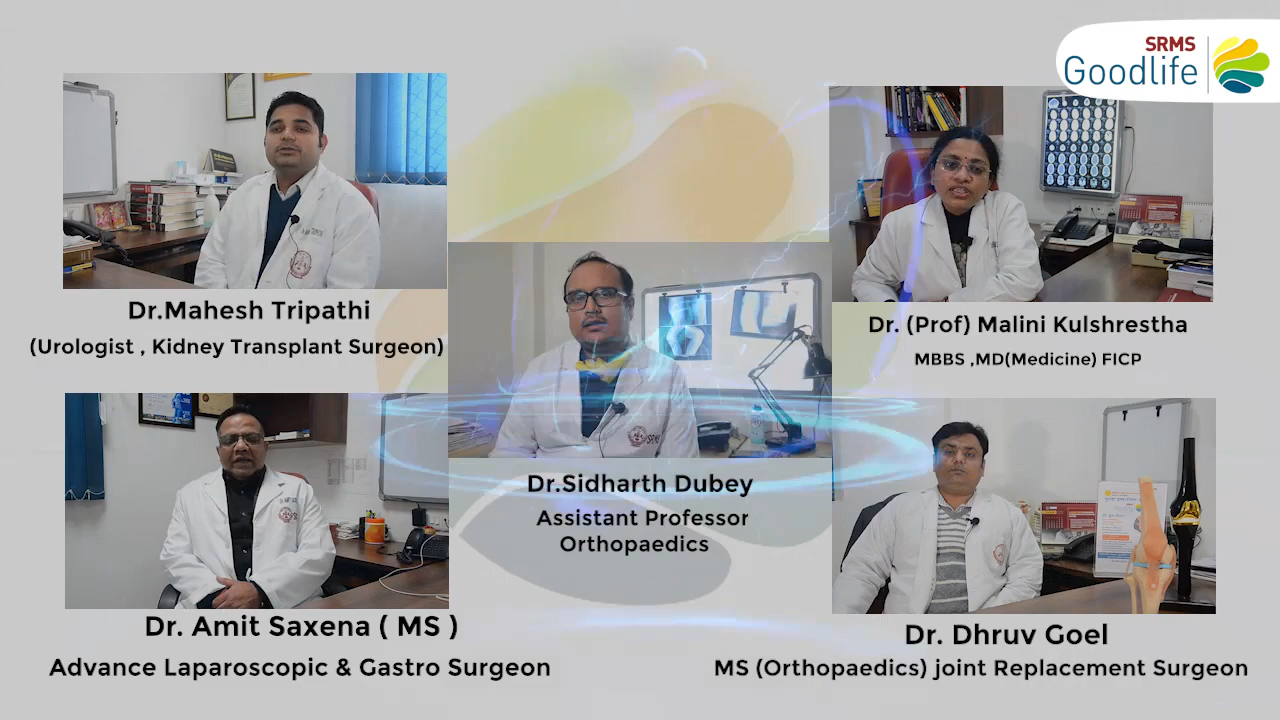 SRMS
Goodlife
Dr.Mahesh Tripathi
(Urologist , Kidney Transplant Surgeon)
Dr. (Prof) Malini Kulshrestha
MBBS ,MD(Medicine) FICP
Dr.Sidharth Dubey
Assistant Professor
Orthopaedics
Dr. Amit Saxena ( MS )
Advance Laparoscopic & Gastro Surgeon
Dr. Dhruv Goel
MS (Orthopaedics) joint Replacement Surgeon